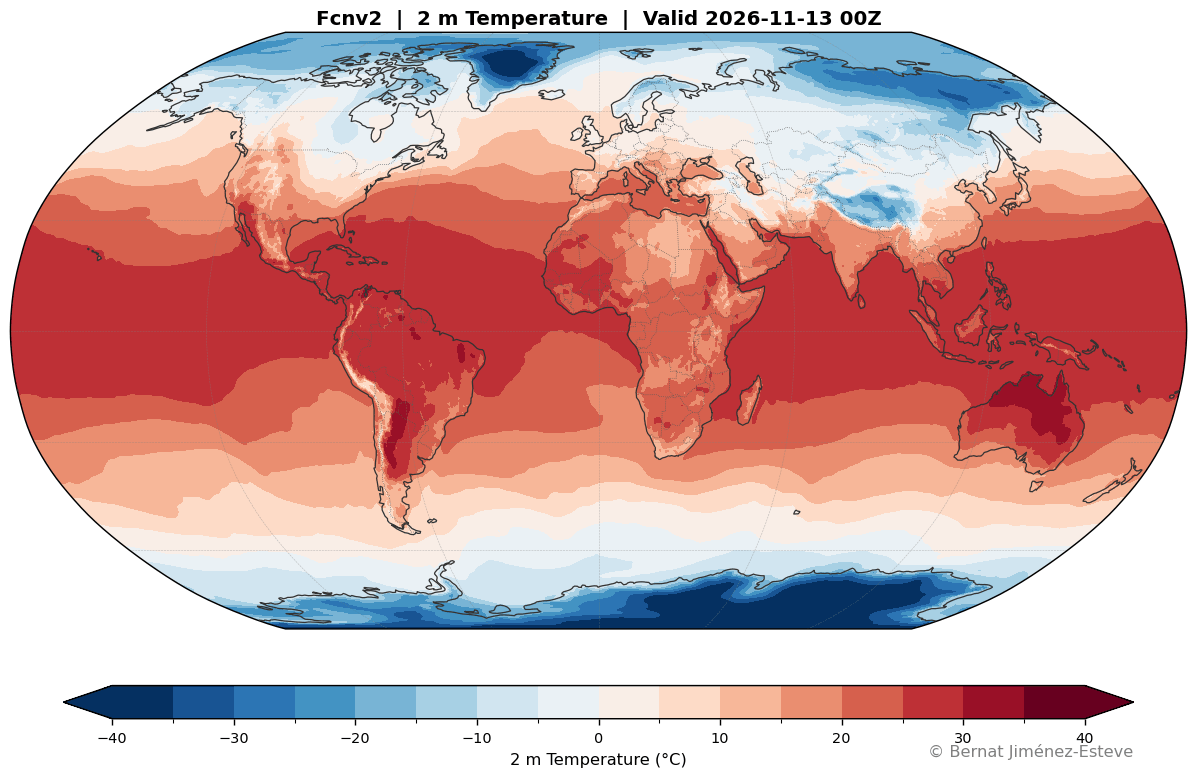 Fcnv2  |  2 m Temperature  |  Valid 2026-11-13 00Z
−40 −30 −20 −10 0 10 20 30 40
2 m Temperature (°C)
© Bernat Jiménez-Esteve